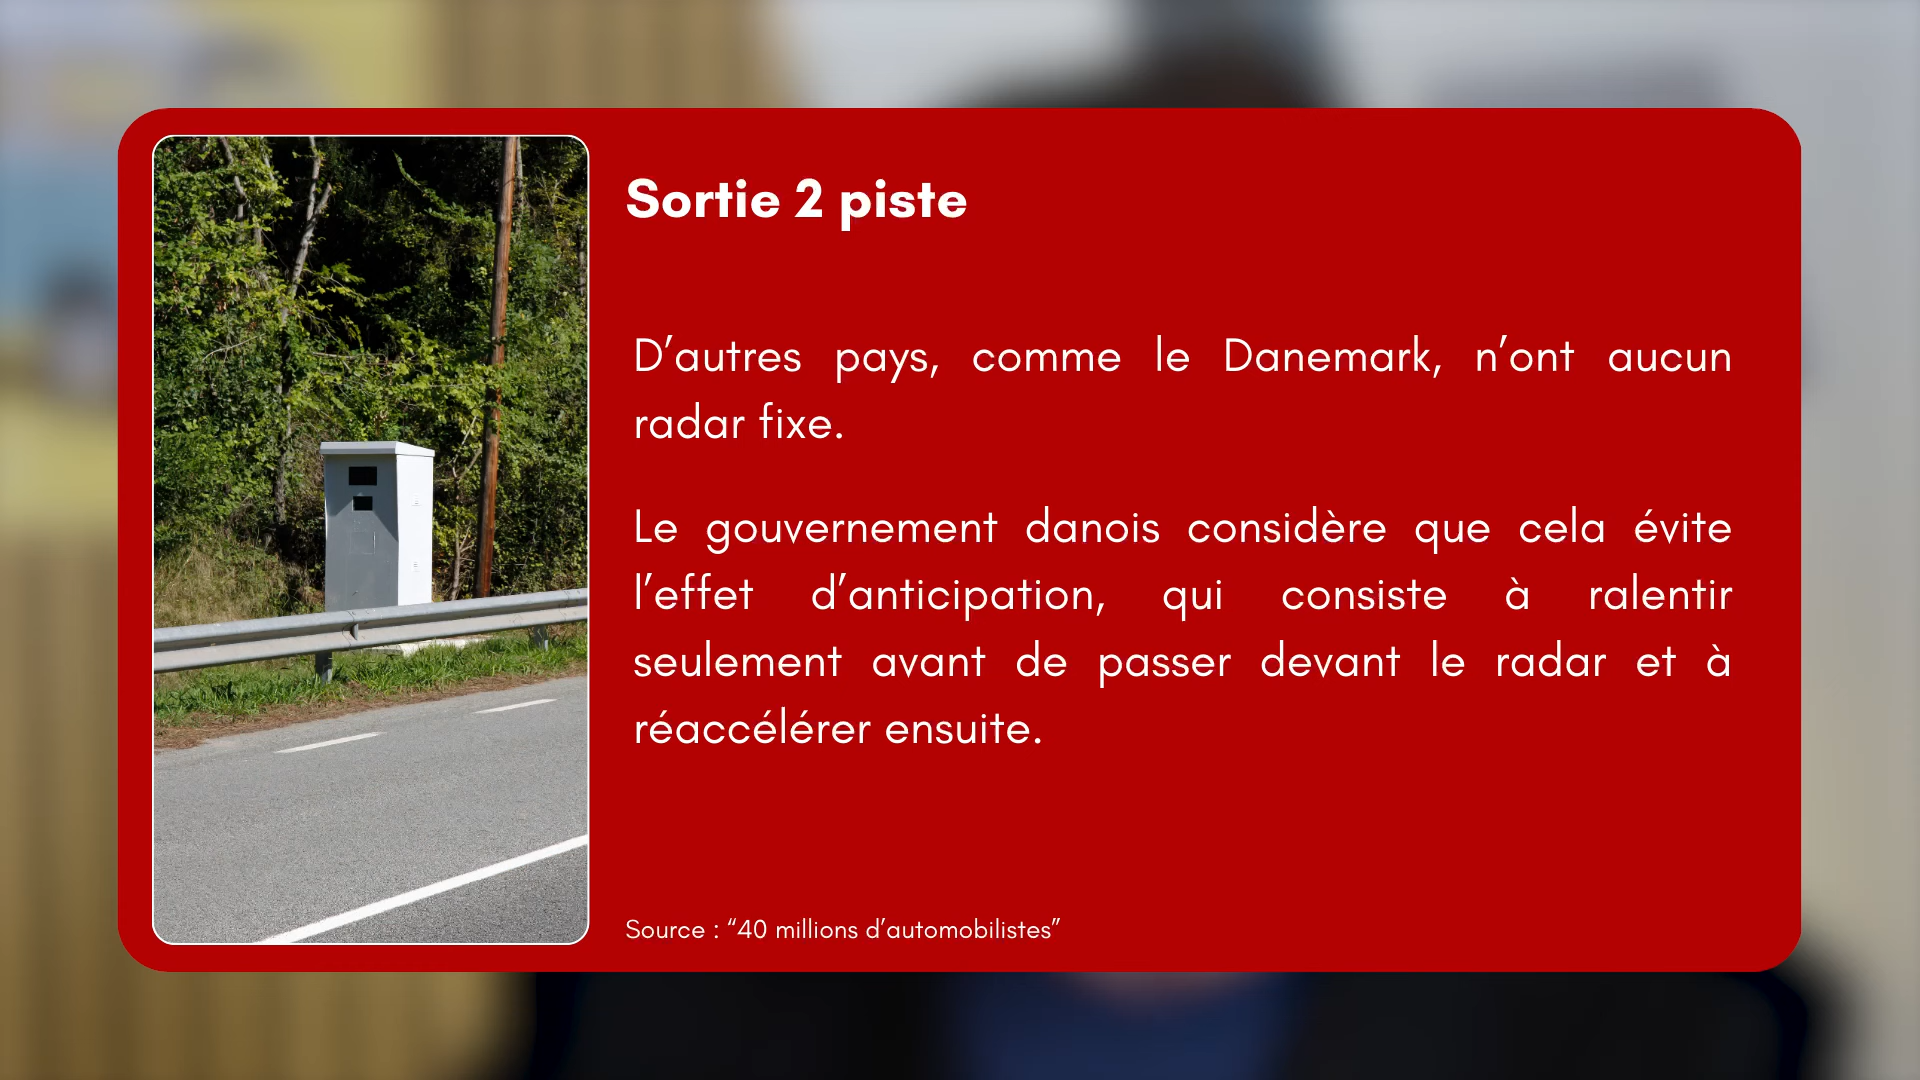 Sortie 2 piste
D’autres pays, comme le Danemark, n’ont aucun
radar fixe.
Le gouvernement danois considère que cela évite
l’effet d’anticipation, qui consiste à ralentir
seulement avant de passer devant le radar et à
réaccélérer ensuite.
Source : “40 millions d’automobilistes”